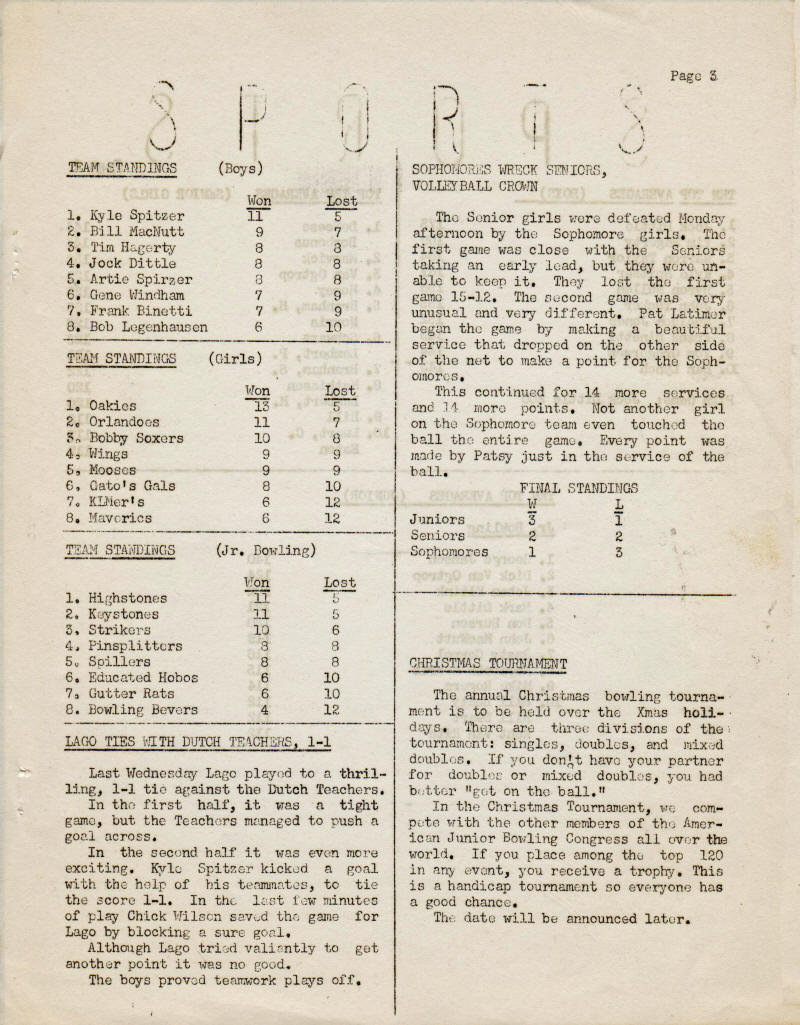 Page 3
SPORTS
TEAM STANDINGS (Boys)
Won Lost
1. Kyle Spitzer 11 5
2. Bill MacNutt 9 7
3. Tim Hagerty 8 8
4. Jock Dittle 8 8
5. Artie Spirzer 8 8
6. Gene Windham 7 9
7. Frank Binetti 7 9
8. Bob Legenhausen 6 10
TEAM STANDINGS (Girls)
Won Lost
1. Oakies 13 5
2. Orlandoes 11 7
3. Bobby Soxers 10 8
4. Wings 9 9
5. Mooses 9 9
6. Gato's Gals 8 10
7. KLMer's 6 12
8. Maverics 6 12
TEAM STANDINGS (Jr. Bowling)
Won Lost
1. Highstones 11 5
2. Keystones 11 5
3. Strikers 10 6
4. Pinsplitters 8 8
5. Spillers 8 8
6. Educated Hobos 6 10
7. Gutter Rats 6 10
8. Bowling Bevers 4 12
LAGO TIES WITH DUTCH TEACHERS, 1-1
Last Wednesday Lago played to a thril-
ling, 1-1 tie against the Dutch Teachers.
In the first half, it was a tight
game, but the Teachers managed to push a
goal across.
In the second half it was even more
exciting. Kyle Spitzer kicked a goal
with the help of his teammates, to tie
the score 1-1. In the last few minutes
of play Chick Wilson saved the game for
Lago by blocking a sure goal.
Although Lago tried valiantly to get
another point it was no good.
The boys proved teamwork plays off.
SOPHOMORES WRECK SENIORS,
VOLLEYBALL CROWN
The Senior girls were defeated Monday
afternoon by the Sophomore girls. The
first game was close with the Seniors
taking an early lead, but they were un-
able to keep it. They lost the first
game 15-12. The second game was very
unusual and very different. Pat Latimer
began the game by making a beautiful
service that dropped on the other side
of the net to make a point for the Soph-
omores.
This continued for 14 more services
and 14 more points. Not another girl
on the Sophomore team even touched the
ball the entire game. Every point was
made by Patsy just in the service of the
ball.
FINAL STANDINGS
W L
Juniors 3 1
Seniors 2 2
Sophomores 1 3
CHRISTMAS TOURNAMENT
The annual Christmas bowling tourna-
ment is to be held over the Xmas holi-
days. There are three divisions of the
tournament: singles, doubles, and mixed
doubles. If you don't have your partner
for doubles or mixed doubles, you had
better "get on the ball."
In the Christmas Tournament, we com-
pete with the other members of the Amer-
ican Junior Bowling Congress all over the
world. If you place among the top 120
in any event, you receive a trophy. This
is a handicap tournament so everyone has
a good chance.
The date will be announced later.